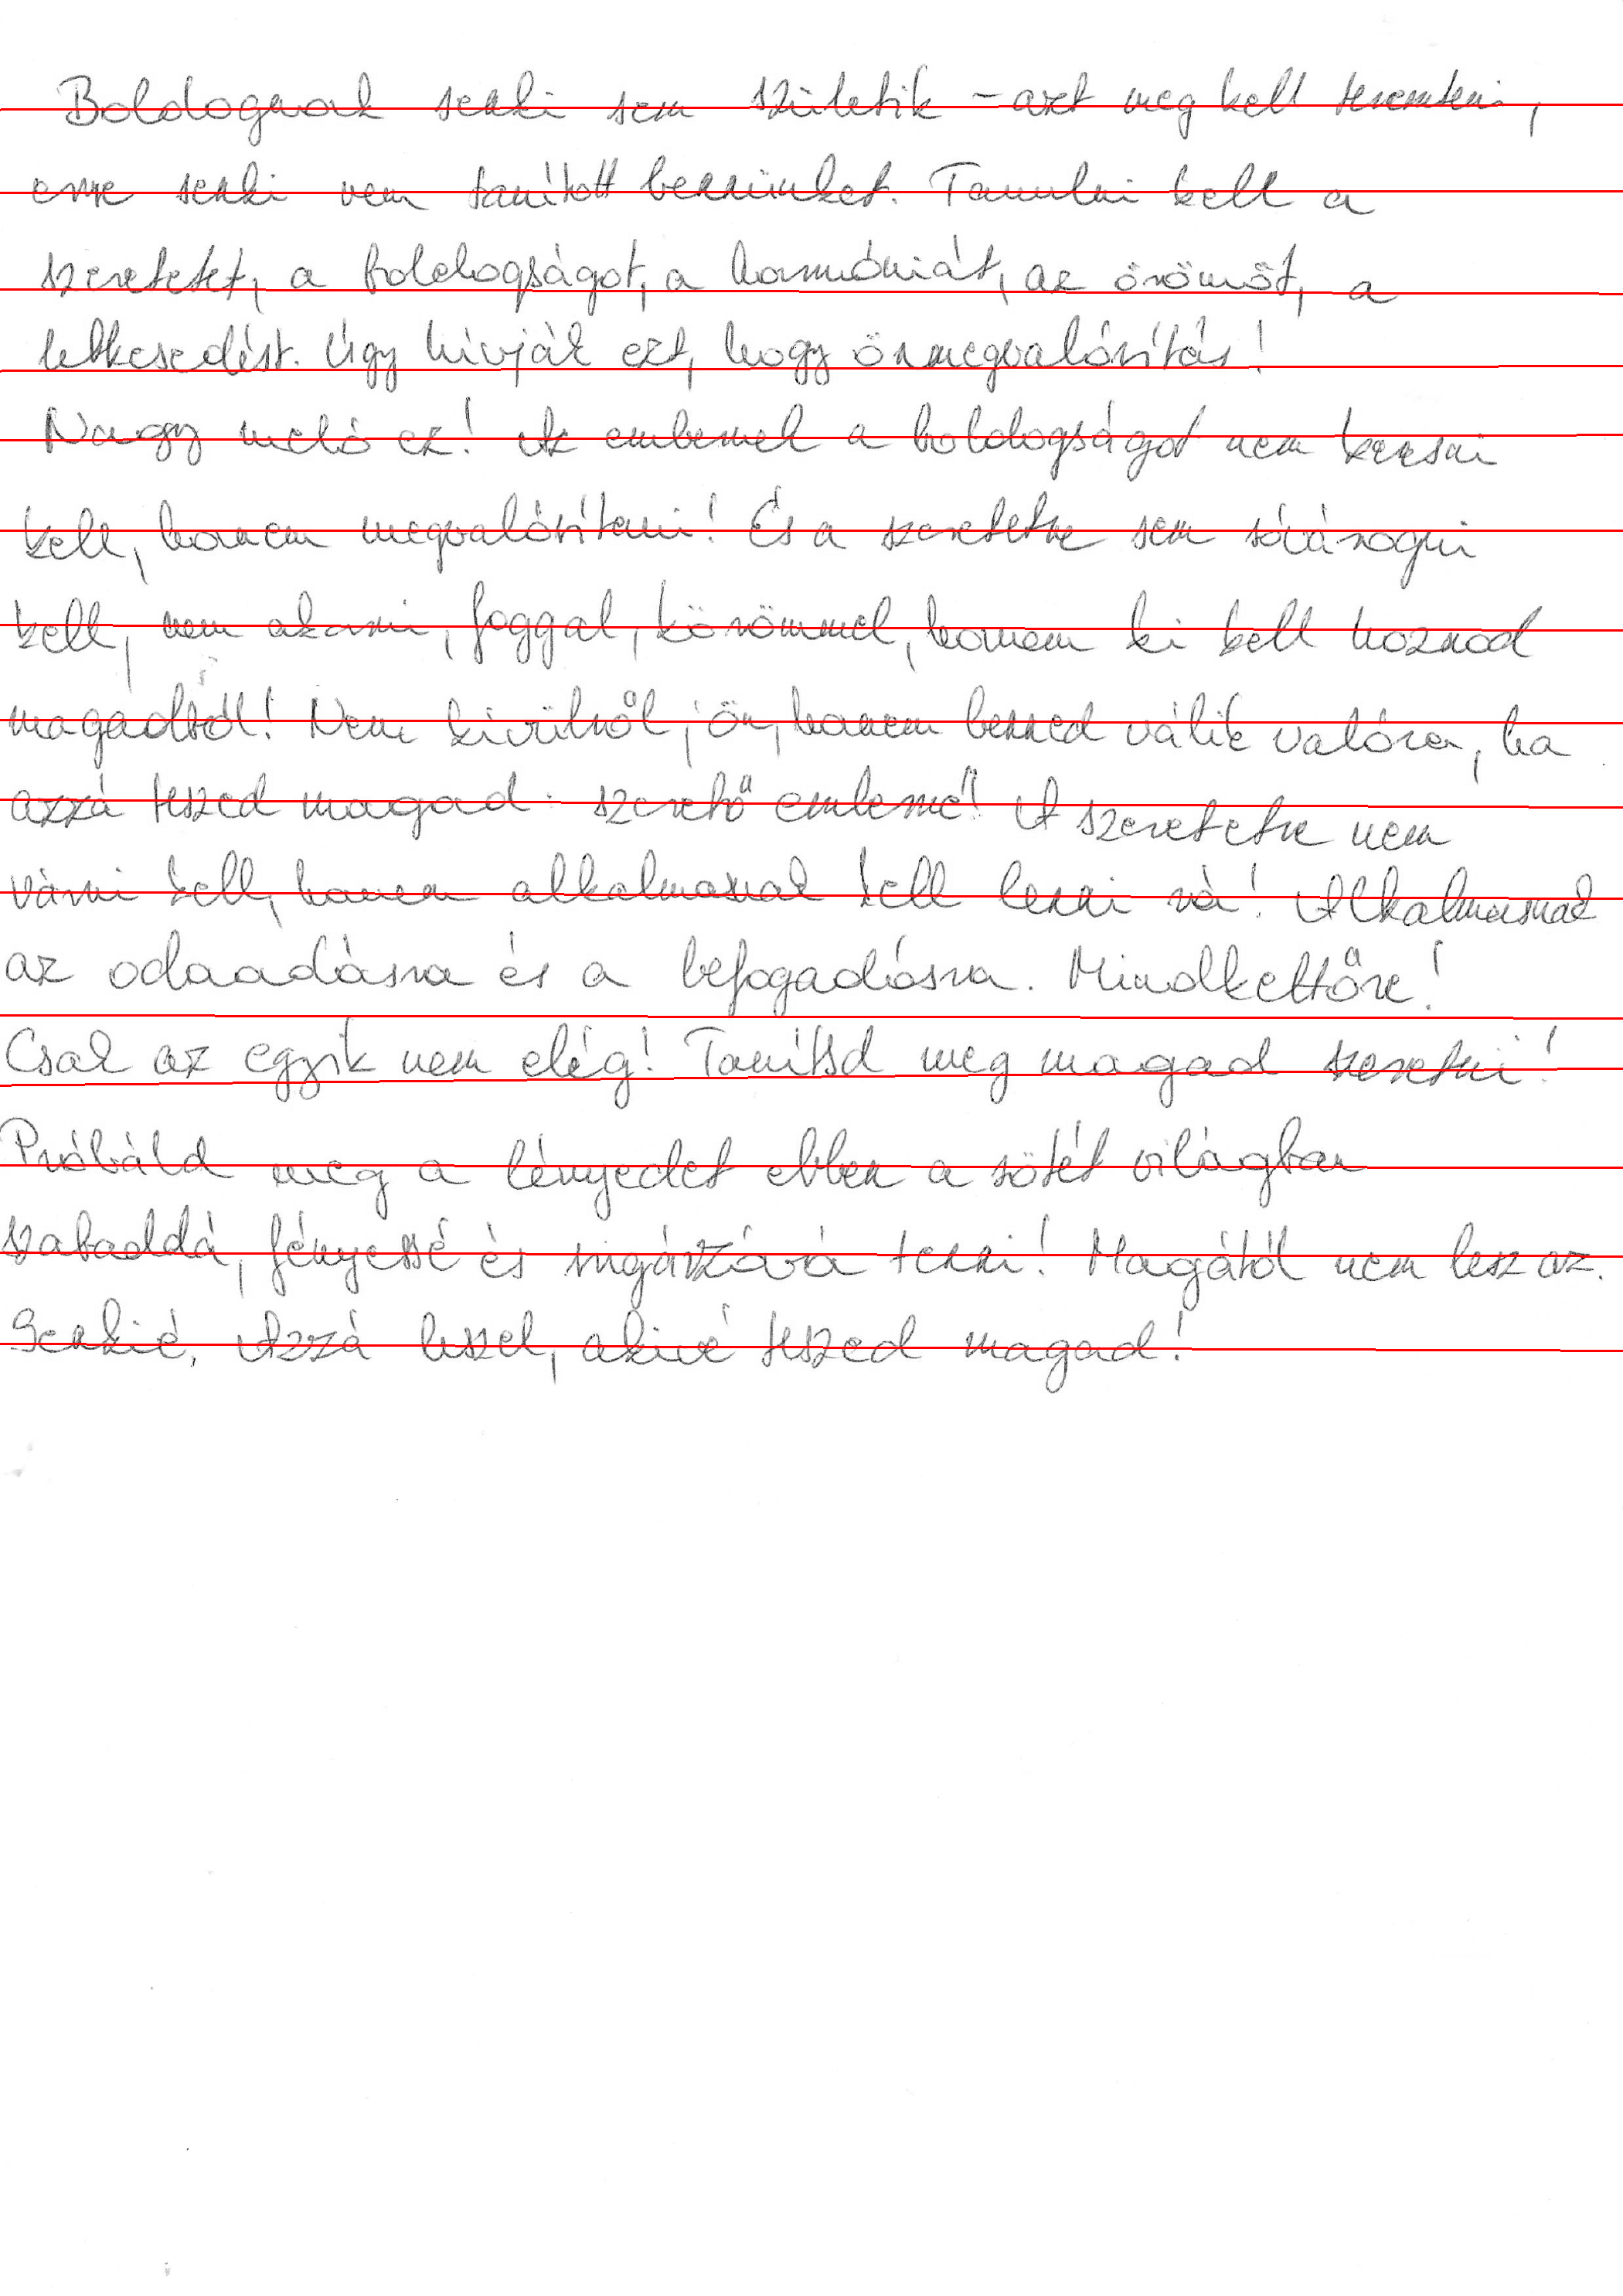 Boldognak senki sem születik – azt meg kell teremteni,
erre senki nem tanított bennünket. Tanulni kell a
szeretetet, a boldogságot, a harmóniát, az örömöt, a
lelkesedést. Úgy hívják ezt, hogy önmegvalósítás!
Nagy meló ez! Az embernek a boldogságot nem keresni
kell, hanem megvalósítani! És a szeretetre sem sóvárogni
kell, nem akarni, foggal, körömmel, hanem ki kell hoznod
magadból! Nem kívülről jön, hanem benned válik valóra, ha
azzá teszed magad: szerető emberré! A szeretetre nem
várni kell, hanem alkalmasnak kell lenni rá! Alkalmasnak
az odaadásra és a befogadásra. Mindkettőre!
Csak az egyik nem elég! Tanítsd meg magad szeretni!
Próbáld meg a lényedet ebben a sötét világban
szabaddá, fényessé és sugárzóvá tenni! Magától nem lesz az.
Senkié. Azzá leszel, akivé teszed magad!